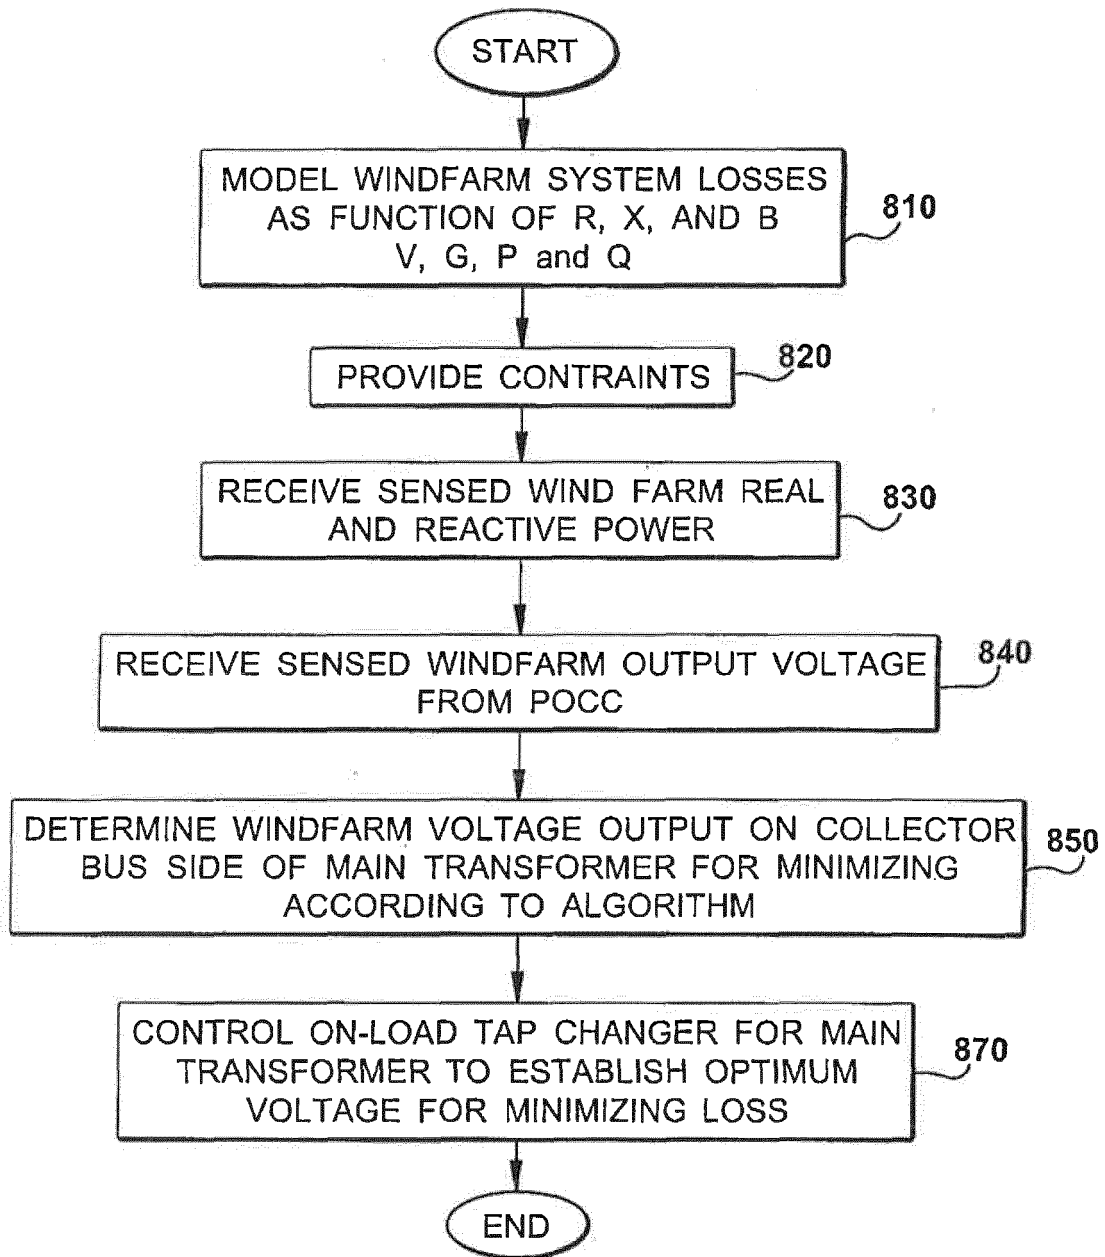 START
MODEL WINDFARM SYSTEM LOSSES
AS FUNCTION OF R, X, AND B
V, G, P and Q
810
PROVIDE CONTRAINTS
820
RECEIVE SENSED WIND FARM REAL
AND REACTIVE POWER
830
RECEIVE SENSED WINDFARM OUTPUT VOLTAGE
FROM POCC
840
DETERMINE WINDFARM VOLTAGE OUTPUT ON COLLECTOR
BUS SIDE OF MAIN TRANSFORMER FOR MINIMIZING
ACCORDING TO ALGORITHM
850
CONTROL ON-LOAD TAP CHANGER FOR MAIN
TRANSFORMER TO ESTABLISH OPTIMUM
VOLTAGE FOR MINIMIZING LOSS
870
END